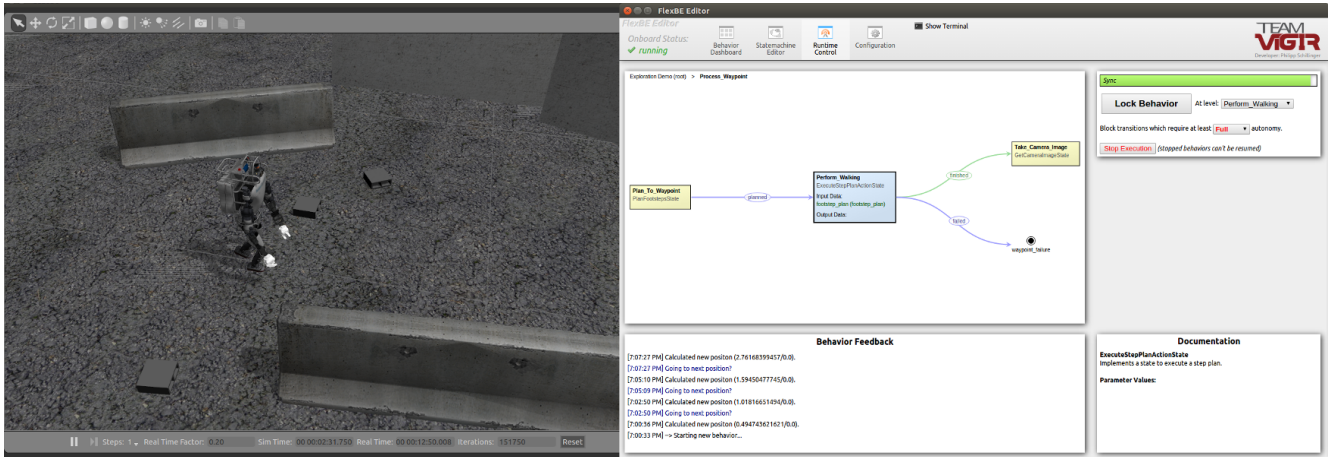 FlexBE Editor
FlexBE Editor
Onboard Status:
running
Behavior
Dashboard
Statemachine
Editor
Runtime
Control
Configuration
Show Terminal
TEAM
ViGIR
Developer: Philipp Schillinger
Exploration Demo (root) > Process_Waypoint
Plan_To_Waypoint
PlanFootstepsState
planned
Perform_Walking
ExecuteStepPlanActionState
Input Data:
footstep_plan (footstep_plan)
Output Data:
finished
failed
Take_Camera_Image
GetCameraImageState
waypoint_failure
Sync
Lock Behavior At level: Perform_Walking
Block transitions which require at least Full autonomy.
Stop Execution (stopped behaviors can't be resumed)
Behavior Feedback
[7:07:27 PM] Calculated new positon (2.76168399457/0.0).
[7:07:27 PM] Going to next position?
[7:05:10 PM] Calculated new positon (1.59450477745/0.0).
[7:05:09 PM] Going to next position?
[7:02:50 PM] Calculated new positon (1.01816651494/0.0).
[7:02:50 PM] Going to next position?
[7:00:36 PM] Calculated new positon (0.494743621621/0.0).
[7:00:33 PM] --> Starting new behavior...
Documentation
ExecuteStepPlanActionState
Implements a state to execute a step plan.
Parameter Values:
Steps: 1 Real Time Factor: 0.20 Sim Time: 00 00:02:31.750 Real Time: 00 00:12:50.008 Iterations: 151750 Reset